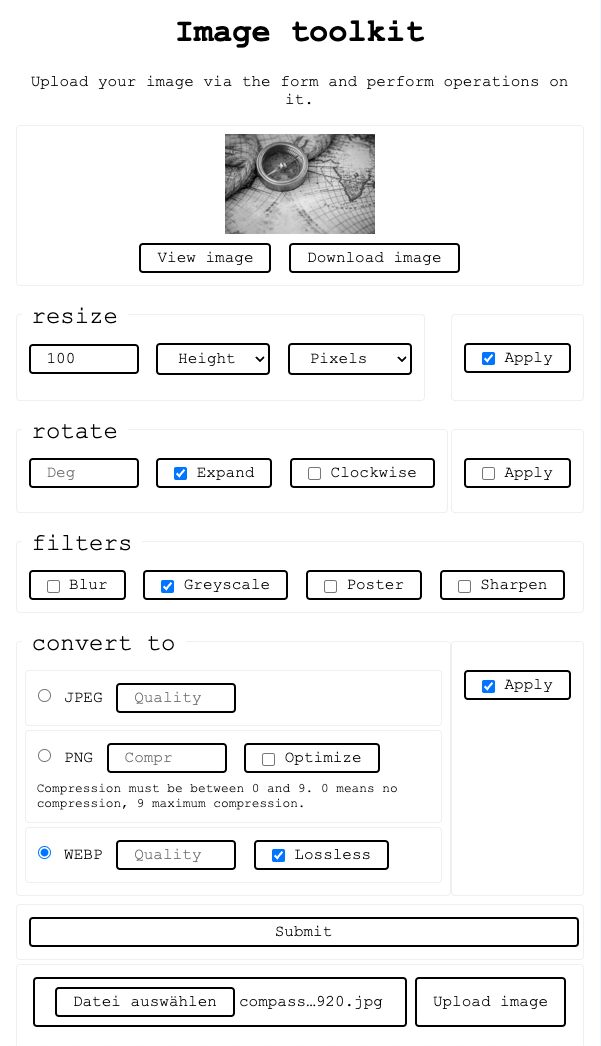 Image toolkit
Upload your image via the form and perform operations on
it.
View image Download image
resize
100 Height Pixels Apply
rotate
Deg Expand Clockwise Apply
filters
Blur Greyscale Poster Sharpen
convert to
Apply
JPEG Quality
PNG Compr Optimize
Compression must be between 0 and 9. 0 means no
compression, 9 maximum compression.
WEBP Quality Lossless
Submit
Datei auswählen compass…920.jpg Upload image